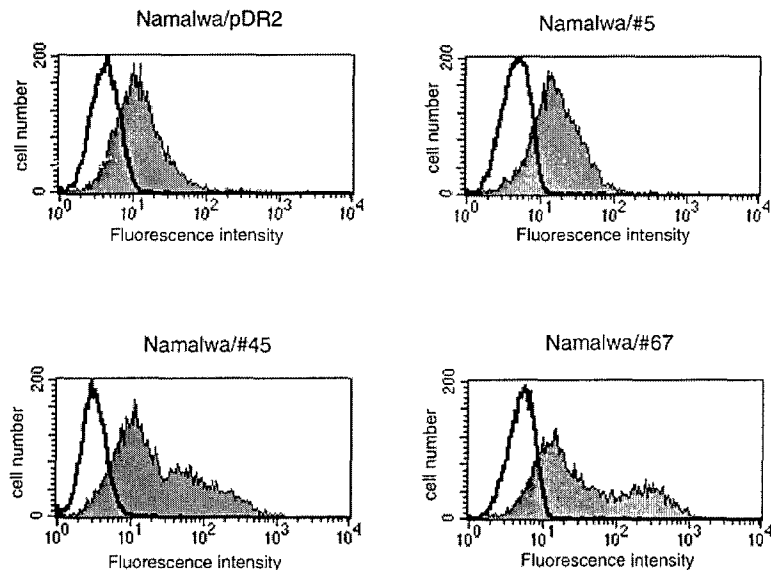 Namalwa/pDR2
200
cell number
0
10^0 10^1 10^2 10^3 10^4
Fluorescence intensity
Namalwa/#5
200
cell number
0
10^0 10^1 10^2 10^3 10^4
Fluorescence intensity
Namalwa/#45
200
cell number
0
10^0 10^1 10^2 10^3 10^4
Fluorescence intensity
Namalwa/#67
200
cell number
0
10^0 10^1 10^2 10^3 10^4
Fluorescence intensity